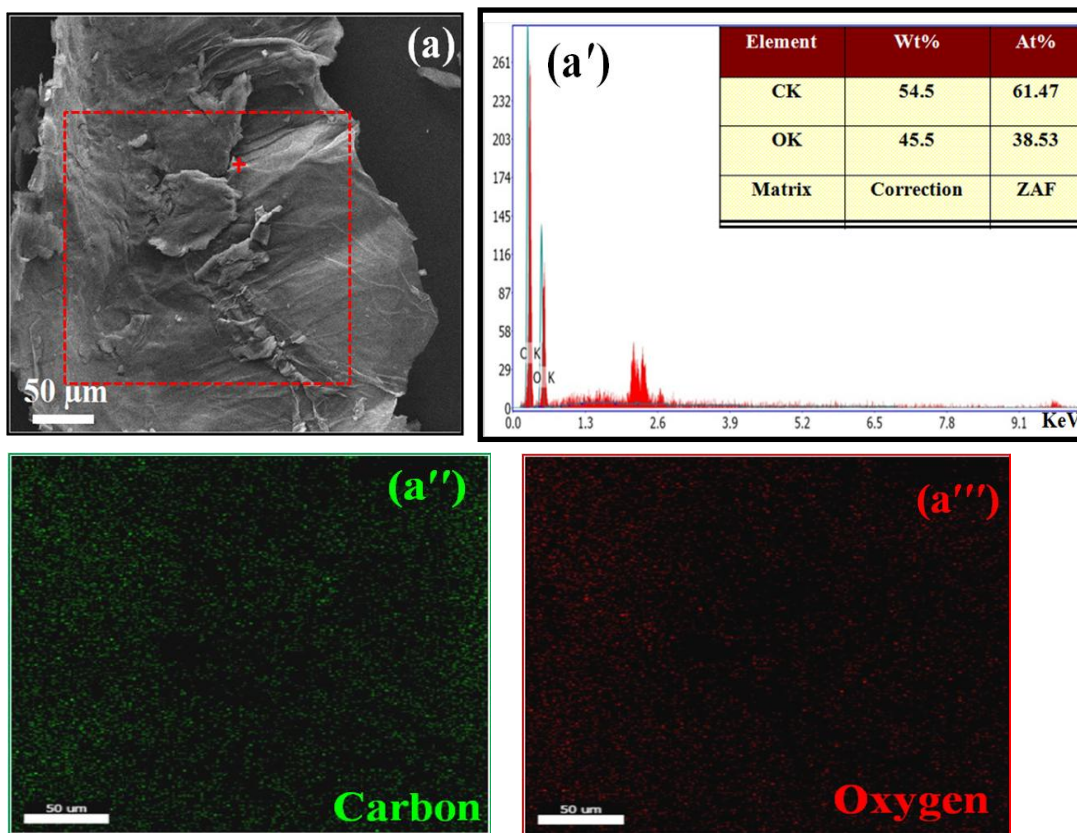 (a)
50 μm
(a′)
Element Wt% At%
CK 54.5 61.47
OK 45.5 38.53
Matrix Correction ZAF
261
232
203
174
145
116
87
58
29
0
C K
O K
0.0 1.3 2.6 3.9 5.2 6.5 7.8 9.1 KeV
(a′′)
50 um
Carbon
(a′′′)
50 um
Oxygen